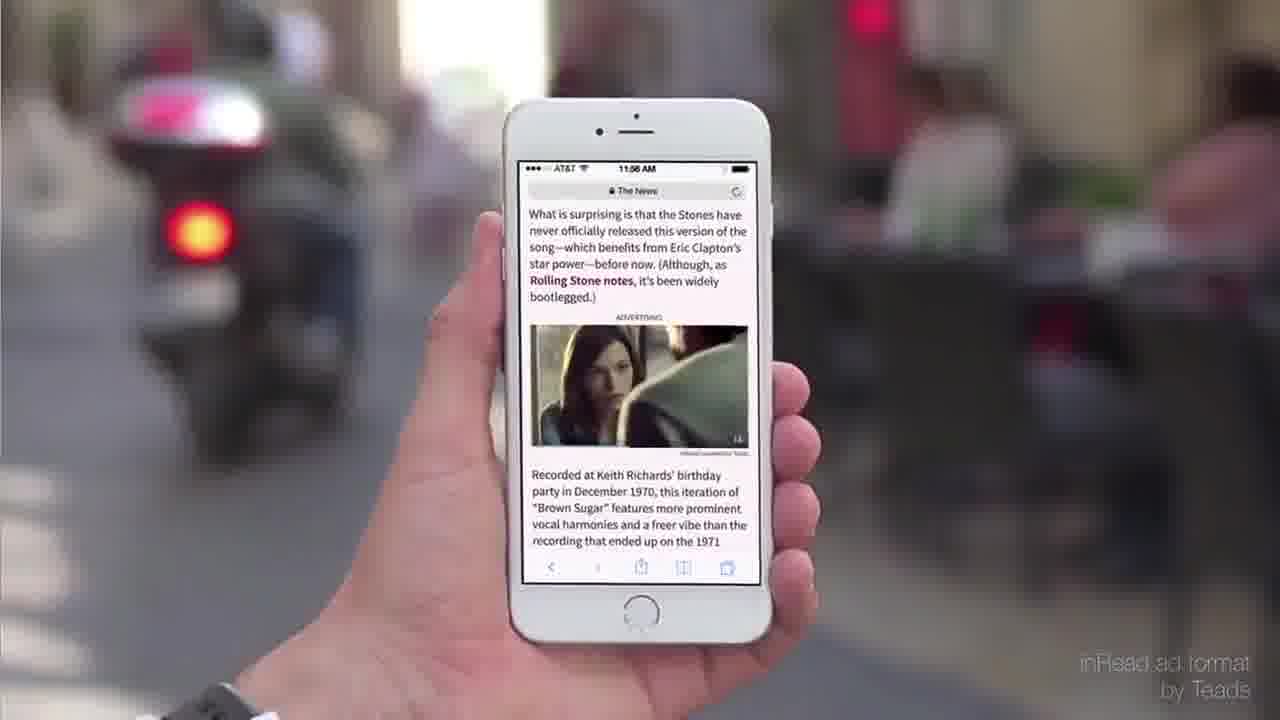 AT&T 11:56 AM
The News
What is surprising is that the Stones have
never officially released this version of the
song—which benefits from Eric Clapton's
star power—before now. (Although, as
Rolling Stone notes, it's been widely
bootlegged.)
ADVERTISING
Recorded at Keith Richards' birthday
party in December 1970, this iteration of
"Brown Sugar" features more prominent
vocal harmonies and a freer vibe than the
recording that ended up on the 1971
inRead ad format
by Teads